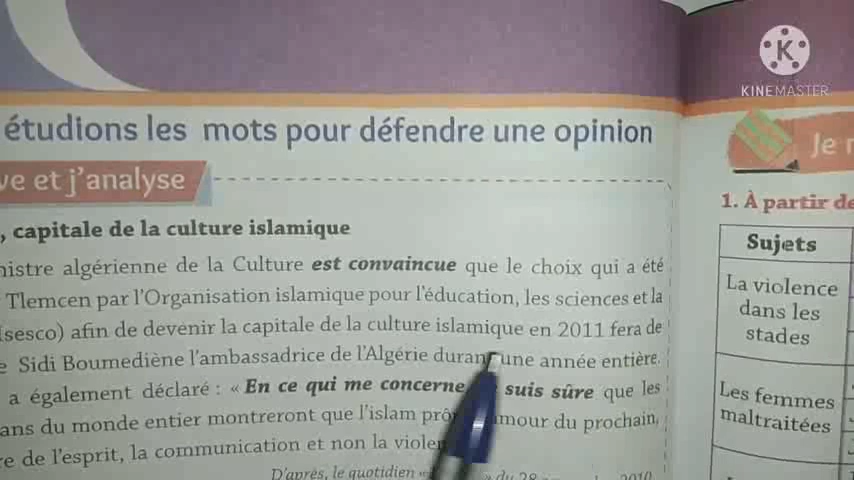 KINEMASTER
étudions les mots pour défendre une opinion
ve et j'analyse
, capitale de la culture islamique
nistre algérienne de la Culture est convaincue que le choix qui a été
Tlemcen par l'Organisation islamique pour l'éducation, les sciences et la
Isesco) afin de devenir la capitale de la culture islamique en 2011 fera de
Sidi Boumediène l'ambassadrice de l'Algérie durant une année entière.
a également déclaré : « En ce qui me concerne suis sûre que les
ans du monde entier montreront que l'islam amour du prochain,
re de l'esprit, la communication et non la
D'après, le quotidien « du 28 2010
Je
1. À partir de
Sujets
La violence
dans les
stades
Les femmes
maltraitées